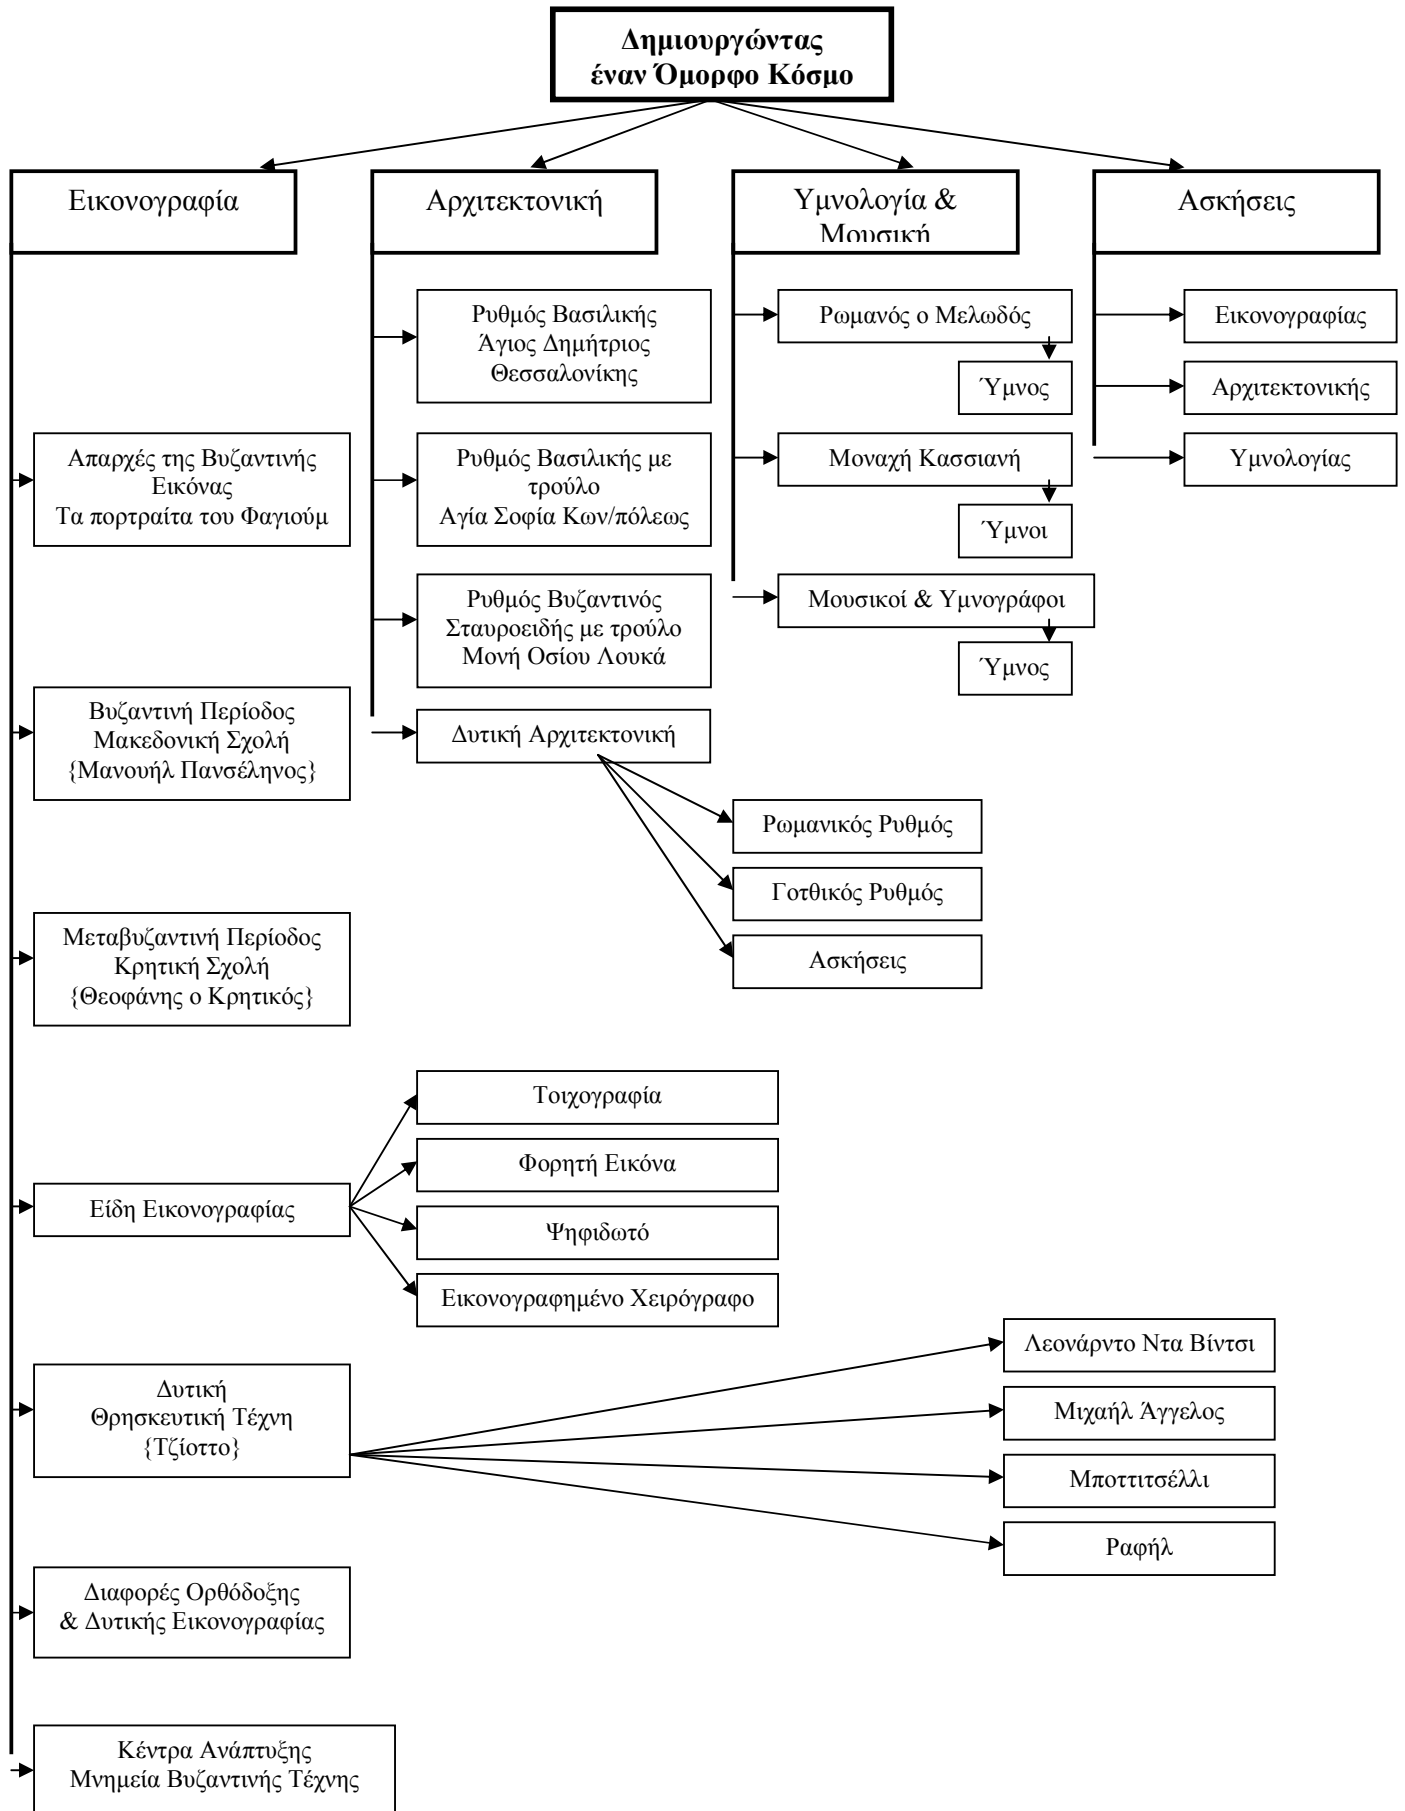 Δημιουργώντας
έναν Όμορφο Κόσμο
Εικονογραφία
Αρχιτεκτονική
Υμνολογία &
Μουσική
Ασκήσεις
Απαρχές της Βυζαντινής
Εικόνας
Τα πορτραίτα του Φαγιούμ
Βυζαντινή Περίοδος
Μακεδονική Σχολή
{Μανουήλ Πανσέληνος}
Μεταβυζαντινή Περίοδος
Κρητική Σχολή
{Θεοφάνης ο Κρητικός}
Είδη Εικονογραφίας
Τοιχογραφία
Φορητή Εικόνα
Ψηφιδωτό
Εικονογραφημένο Χειρόγραφο
Δυτική
Θρησκευτική Τέχνη
{Τζίοττο}
Λεονάρντο Ντα Βίντσι
Μιχαήλ Άγγελος
Μποττιτσέλλι
Ραφήλ
Διαφορές Ορθόδοξης
& Δυτικής Εικονογραφίας
Κέντρα Ανάπτυξης
Μνημεία Βυζαντινής Τέχνης
Ρυθμός Βασιλικής
Άγιος Δημήτριος
Θεσσαλονίκης
Ρυθμός Βασιλικής με
τρούλο
Αγία Σοφία Κων/πόλεως
Ρυθμός Βυζαντινός
Σταυροειδής με τρούλο
Μονή Οσίου Λουκά
Δυτική Αρχιτεκτονική
Ρωμανικός Ρυθμός
Γοτθικός Ρυθμός
Ασκήσεις
Ρωμανός ο Μελωδός
Ύμνος
Μοναχή Κασσιανή
Ύμνοι
Μουσικοί & Υμνογράφοι
Ύμνος
Εικονογραφίας
Αρχιτεκτονικής
Υμνολογίας